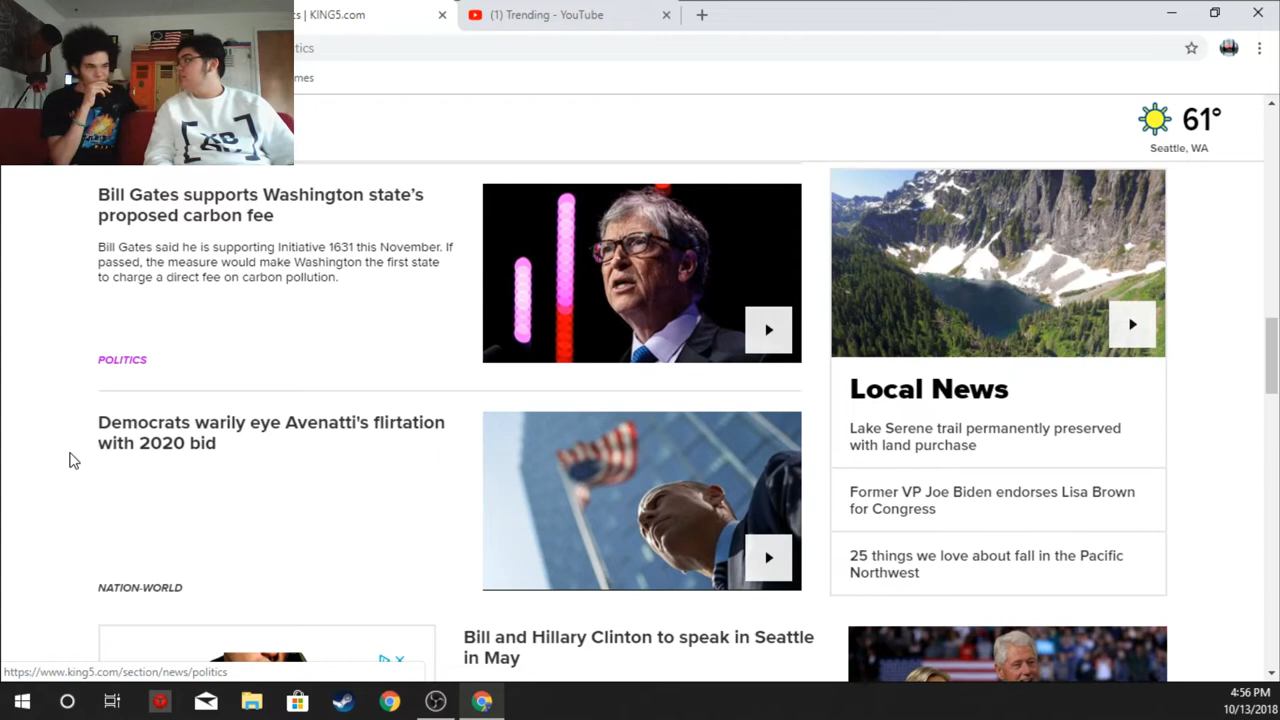 s | KING5.com
(1) Trending - YouTube
tics
mes
61°
Seattle, WA
Bill Gates supports Washington state's
proposed carbon fee
Bill Gates said he is supporting Initiative 1631 this November. If
passed, the measure would make Washington the first state
to charge a direct fee on carbon pollution.
POLITICS
Democrats warily eye Avenatti's flirtation
with 2020 bid
NATION-WORLD
Local News
Lake Serene trail permanently preserved
with land purchase
Former VP Joe Biden endorses Lisa Brown
for Congress
25 things we love about fall in the Pacific
Northwest
Bill and Hillary Clinton to speak in Seattle
in May
https://www.king5.com/section/news/politics
4:56 PM
10/13/2018